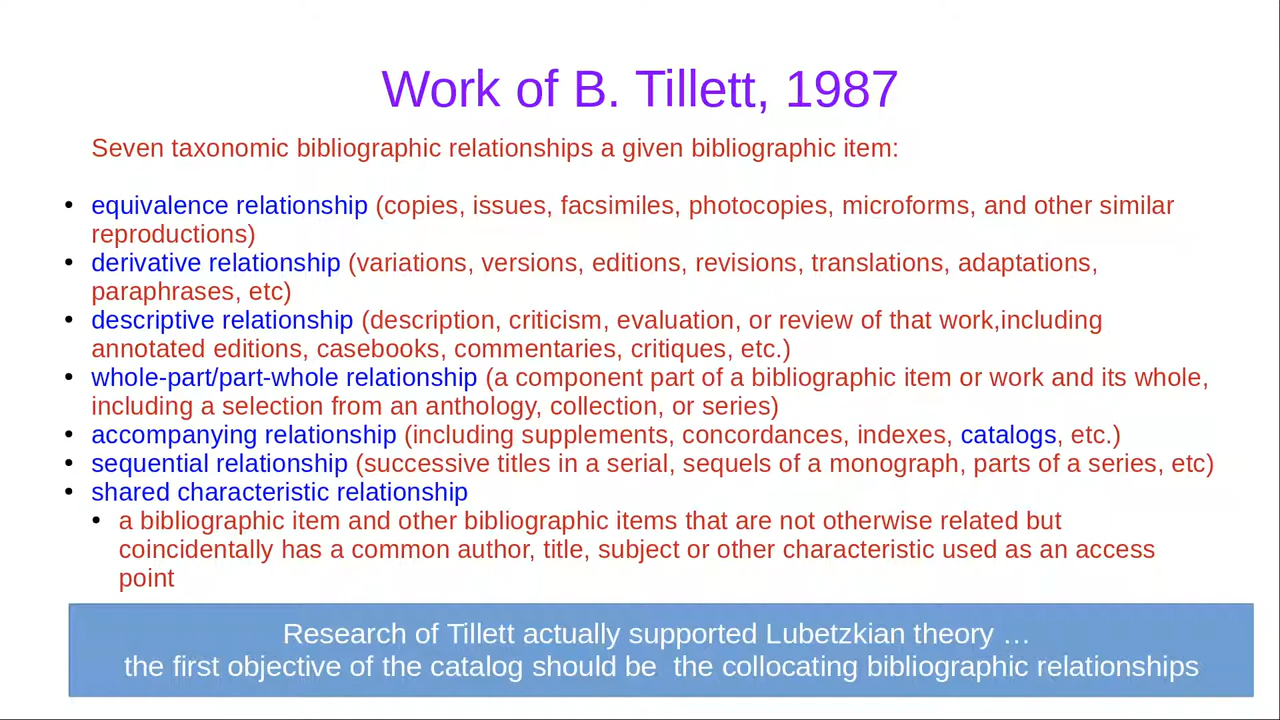 Work of B. Tillett, 1987
Seven taxonomic bibliographic relationships a given bibliographic item:
• equivalence relationship (copies, issues, facsimiles, photocopies, microforms, and other similar
reproductions)
• derivative relationship (variations, versions, editions, revisions, translations, adaptations,
paraphrases, etc)
• descriptive relationship (description, criticism, evaluation, or review of that work,including
annotated editions, casebooks, commentaries, critiques, etc.)
• whole-part/part-whole relationship (a component part of a bibliographic item or work and its whole,
including a selection from an anthology, collection, or series)
• accompanying relationship (including supplements, concordances, indexes, catalogs, etc.)
• sequential relationship (successive titles in a serial, sequels of a monograph, parts of a series, etc)
• shared characteristic relationship
• a bibliographic item and other bibliographic items that are not otherwise related but
coincidentally has a common author, title, subject or other characteristic used as an access
point
Research of Tillett actually supported Lubetzkian theory …
the first objective of the catalog should be  the collocating bibliographic relationships